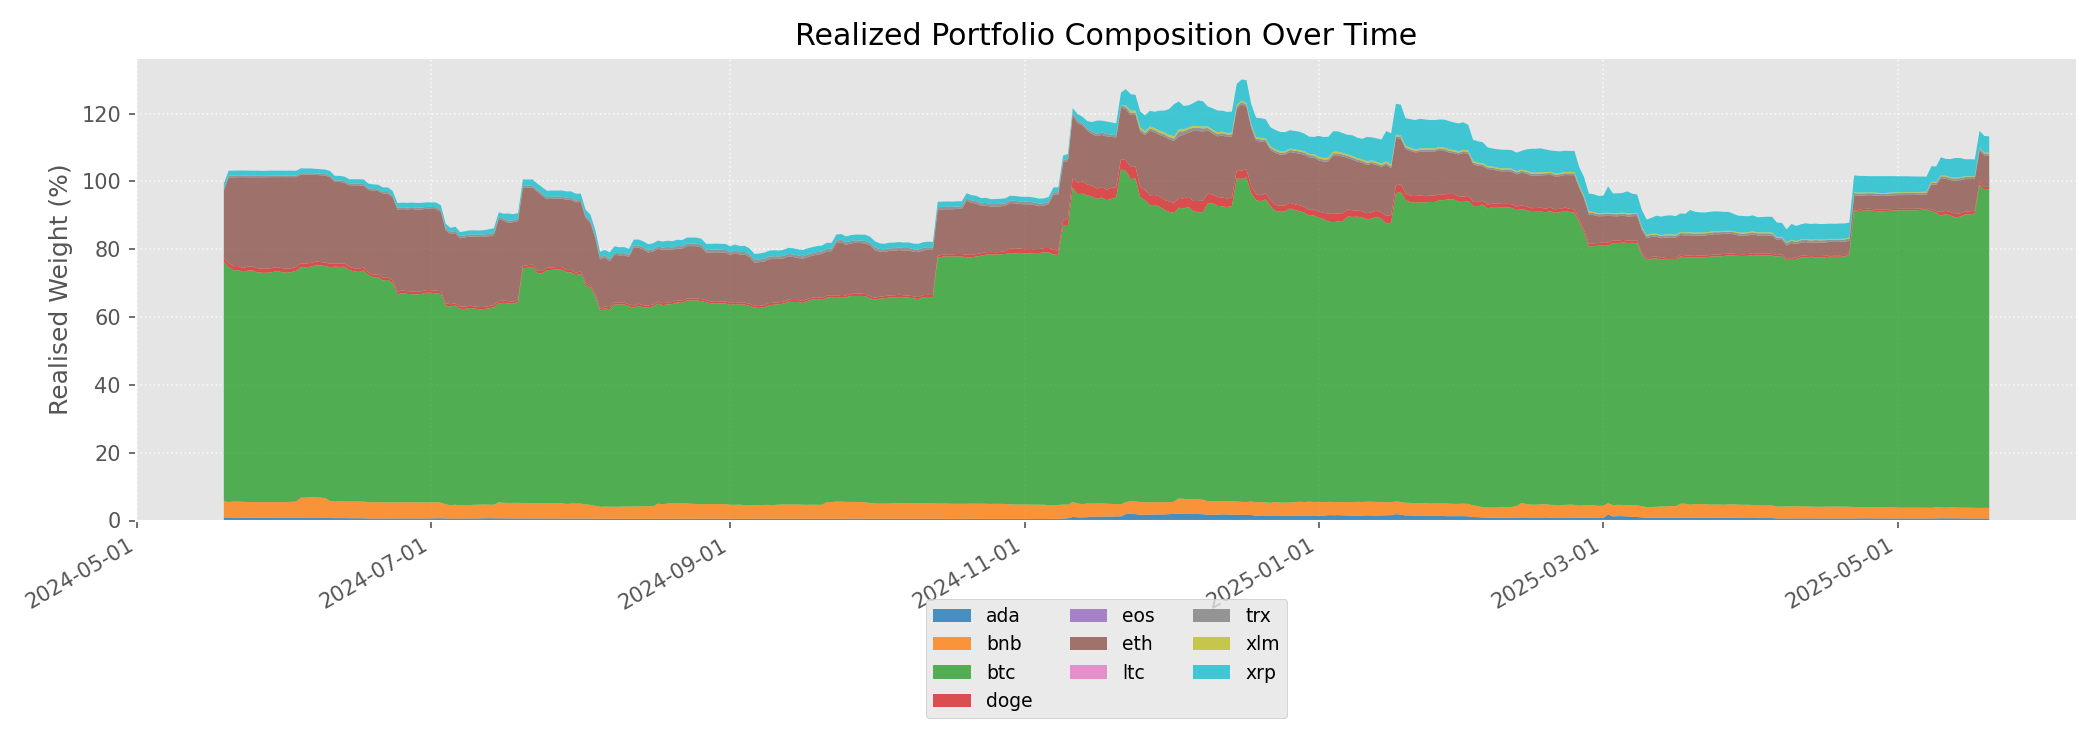 Realized Portfolio Composition Over Time
Realised Weight (%)
120
100
80
60
40
20
0
2024-05-01
2024-07-01
2024-09-01
2024-11-01
2025-01-01
2025-03-01
2025-05-01
ada
bnb
btc
doge
eos
eth
ltc
trx
xlm
xrp